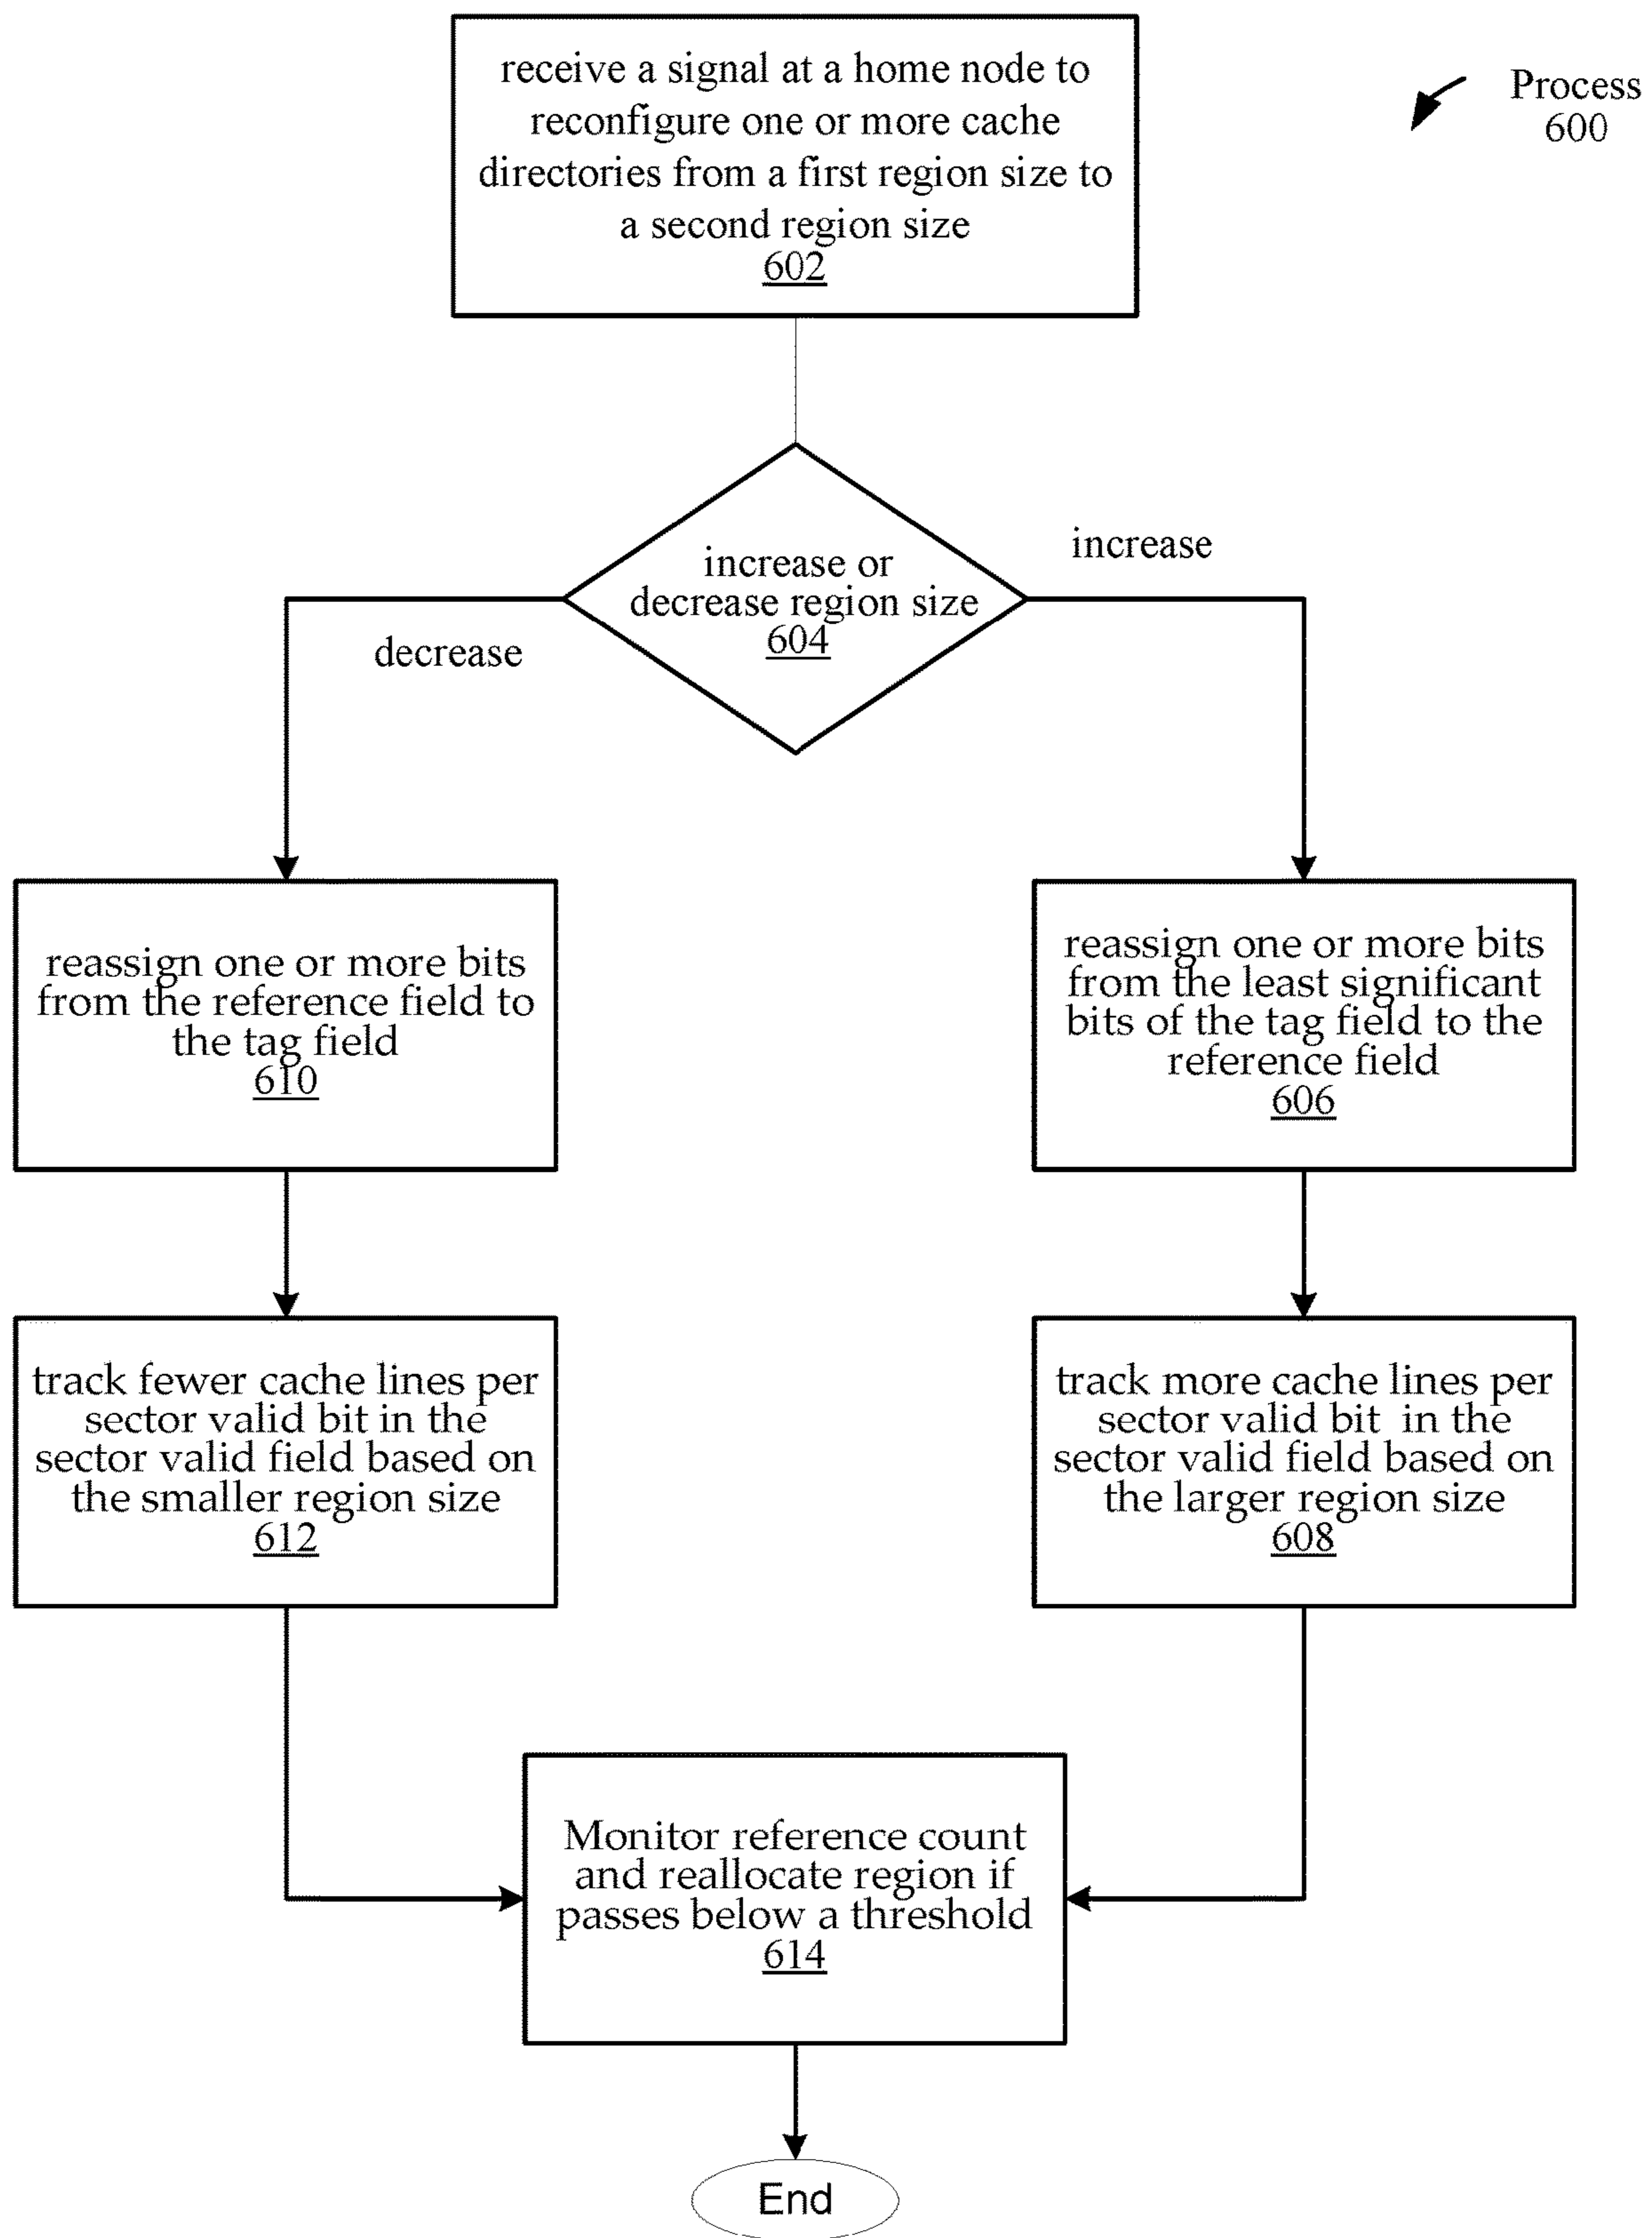 receive a signal at a home node to
reconfigure one or more cache
directories from a first region size to
a second region size
602
Process
600
increase or
decrease region size
604
increase
decrease
reassign one or more bits
from the reference field to
the tag field
610
reassign one or more bits
from the least significant
bits of the tag field to the
reference field
606
track fewer cache lines per
sector valid bit in the
sector valid field based on
the smaller region size
612
track more cache lines per
sector valid bit in the
sector valid field based on
the larger region size
608
Monitor reference count
and reallocate region if
passes below a threshold
614
End